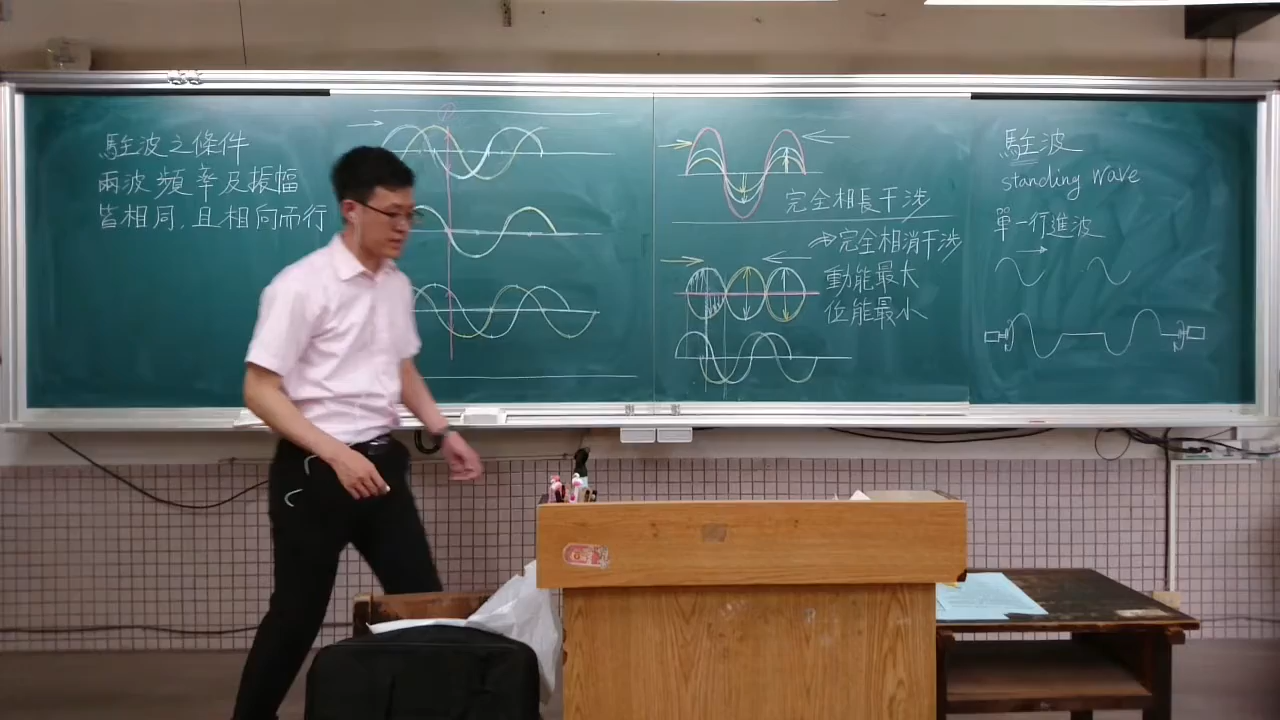 駐波之條件
兩波頻率及振幅
皆相同,且相向而行
完全相長干涉
⇒完全相消干涉
動能最大
位能最小
駐波
standing wave
單一行進波